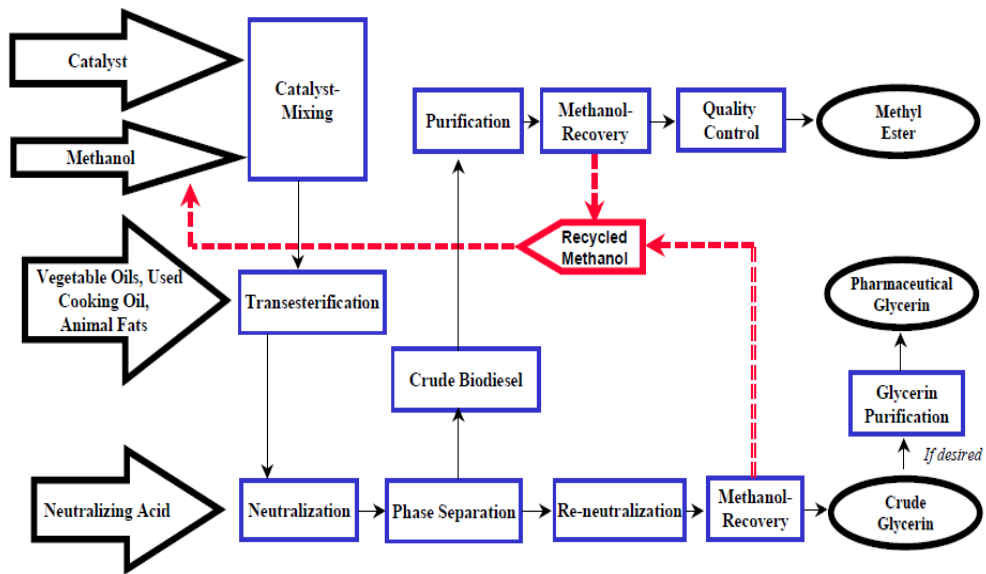 Catalyst
Catalyst-
Mixing
Methanol
Purification
Methanol-
Recovery
Quality
Control
Methyl
Ester
Recycled
Methanol
Vegetable Oils, Used
Cooking Oil,
Animal Fats
Transesterification
Pharmaceutical
Glycerin
Crude Biodiesel
Glycerin
Purification
If desired
Neutralizing Acid
Neutralization
Phase Separation
Re-neutralization
Methanol-
Recovery
Crude
Glycerin